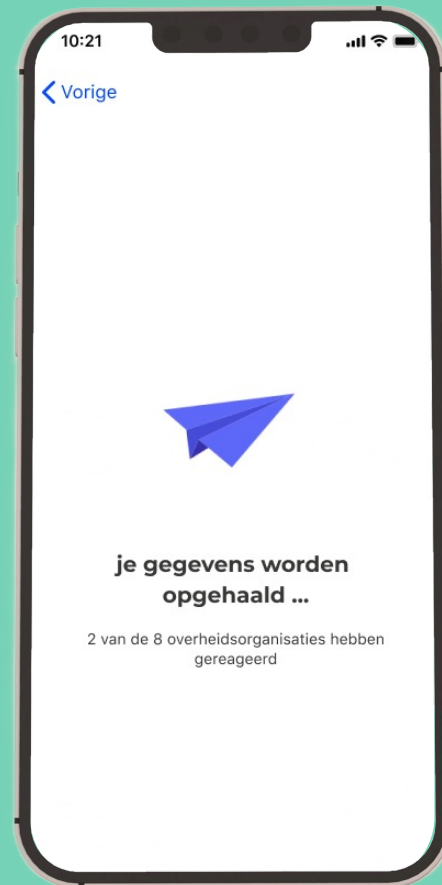 10:21
Vorige
je gegevens worden
opgehaald ...
2 van de 8 overheidsorganisaties hebben
gereageerd